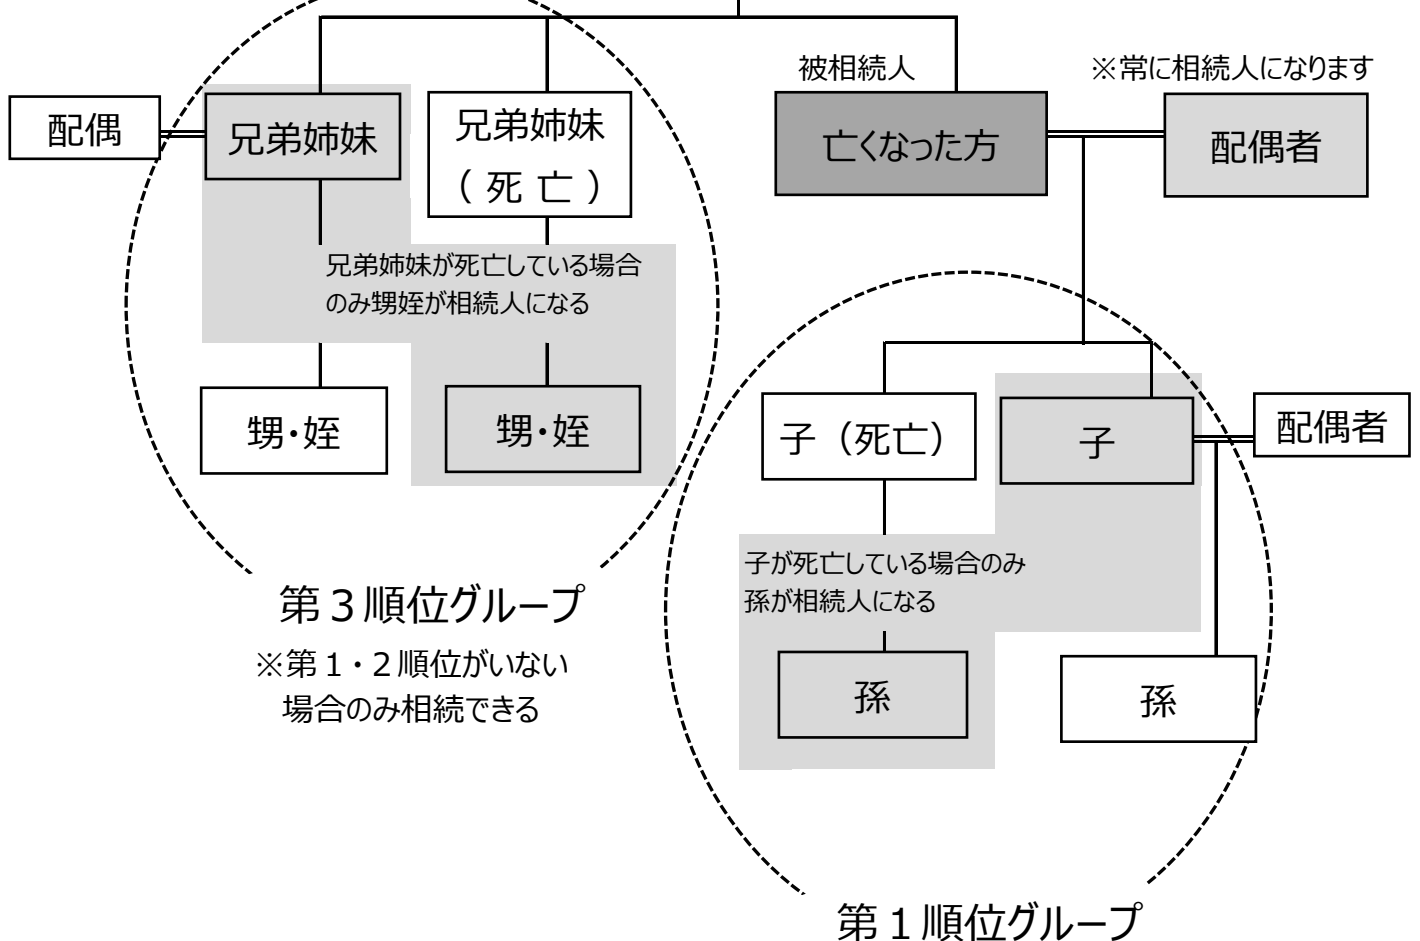 被相続人
※常に相続人になります
配偶
兄弟姉妹
兄弟姉妹
（ 死 亡 ）
亡くなった方
配偶者
兄弟姉妹が死亡している場合
のみ甥姪が相続人になる
甥・姪
甥・姪
子（死亡）
子
配偶者
子が死亡している場合のみ
孫が相続人になる
第３順位グループ
※第１・２順位がいない
場合のみ相続できる
孫
孫
第１順位グループ